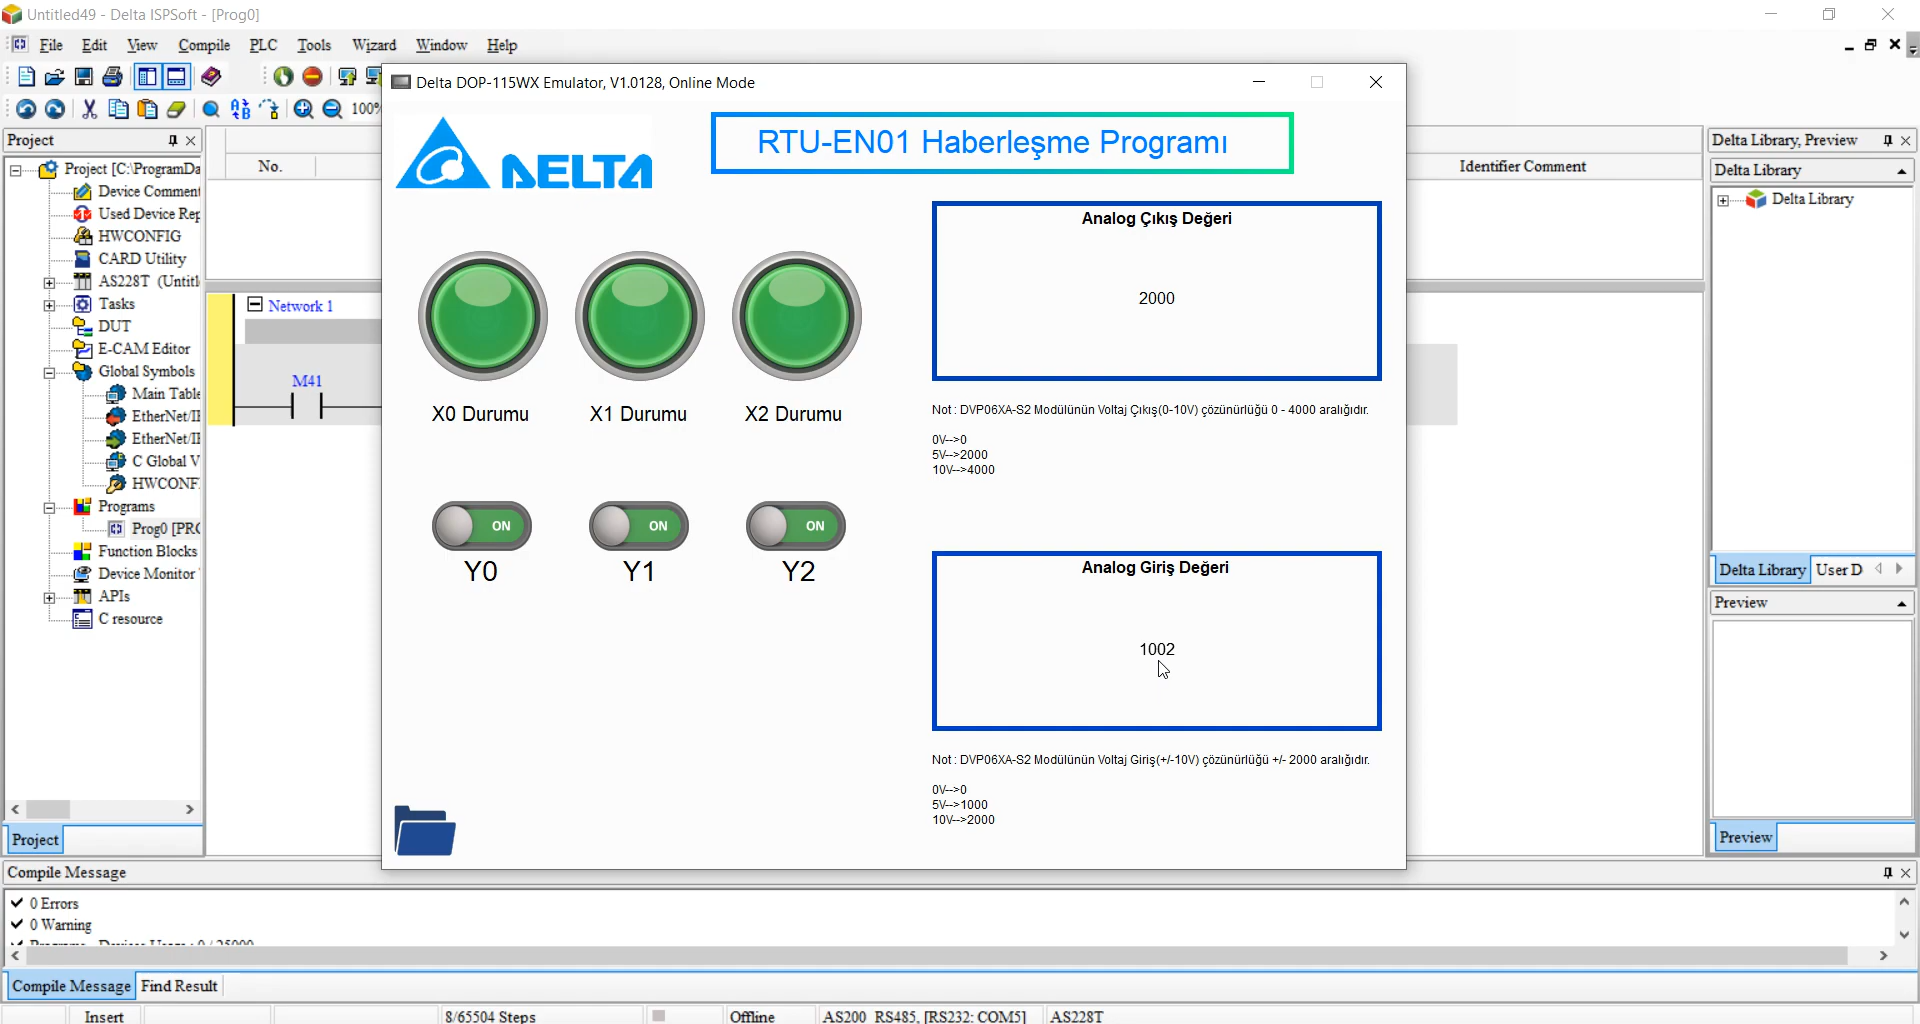 Untitled49 - Delta ISPSoft - [Prog0]
File Edit View Compile PLC Tools Wizard Window Help
100%
Project
Project [C:\ProgramDa
Device Comment
Used Device Rep
HWCONFIG
CARD Utility
AS228T (Untitl
Tasks
DUT
E-CAM Editor
Global Symbols
Main Table
EtherNet/IP
EtherNet/IP
C Global V
HWCONF
Programs
Prog0 [PRG
Function Blocks
Device Monitor
APIs
C resource
Project
No.
Network 1
M41
Identifier Comment
Delta DOP-115WX Emulator, V1.0128, Online Mode
DELTA
RTU-EN01 Haberleşme Programı
X0 Durumu X1 Durumu X2 Durumu
ON ON ON
Y0 Y1 Y2
Analog Çıkış Değeri
2000
Not : DVP06XA-S2 Modülünün Voltaj Çıkış(0-10V) çözünürlüğü 0 - 4000 aralığıdır.
0V-->0
5V-->2000
10V-->4000
Analog Giriş Değeri
1002
Not : DVP06XA-S2 Modülünün Voltaj Giriş(+/-10V) çözünürlüğü +/- 2000 aralığıdır.
0V-->0
5V-->1000
10V-->2000
Delta Library, Preview
Delta Library
Delta Library
Delta Library User D
Preview
Preview
Compile Message
0 Errors
0 Warning
Compile Message Find Result
Insert 8/65504 Steps Offline AS200 RS485, [RS232: COM5] AS228T